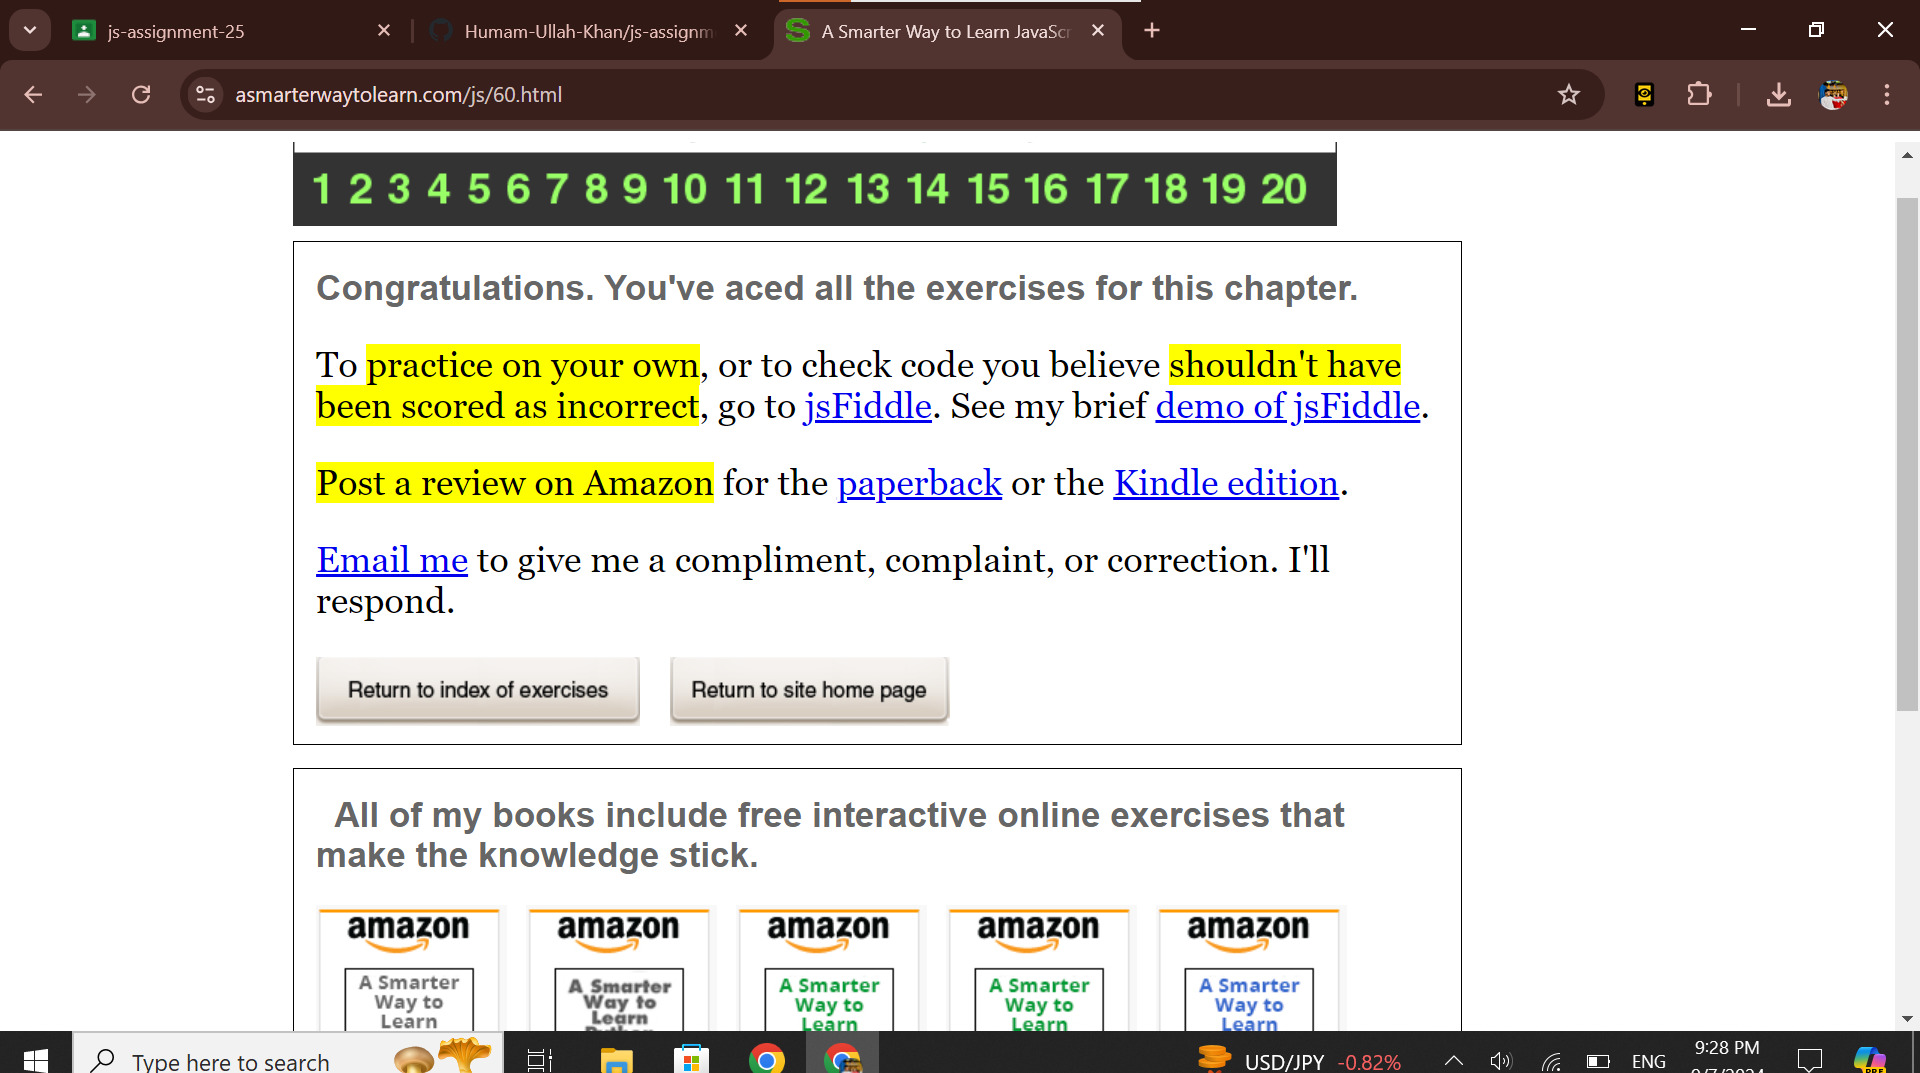 js-assignment-25
Humam-Ullah-Khan/js-assignm
A Smarter Way to Learn JavaScr
asmarterwaytolearn.com/js/60.html
1 2 3 4 5 6 7 8 9 10 11 12 13 14 15 16 17 18 19 20
Congratulations. You've aced all the exercises for this chapter.
To practice on your own, or to check code you believe shouldn't have
been scored as incorrect, go to jsFiddle. See my brief demo of jsFiddle.
Post a review on Amazon for the paperback or the Kindle edition.
Email me to give me a compliment, complaint, or correction. I'll
respond.
Return to index of exercises
Return to site home page
All of my books include free interactive online exercises that
make the knowledge stick.
amazon
A Smarter
Way to
Learn
amazon
A Smarter
Way to
Learn
amazon
A Smarter
Way to
Learn
amazon
A Smarter
Way to
Learn
amazon
A Smarter
Way to
Learn
Type here to search
USD/JPY -0.82%
ENG
9:28 PM